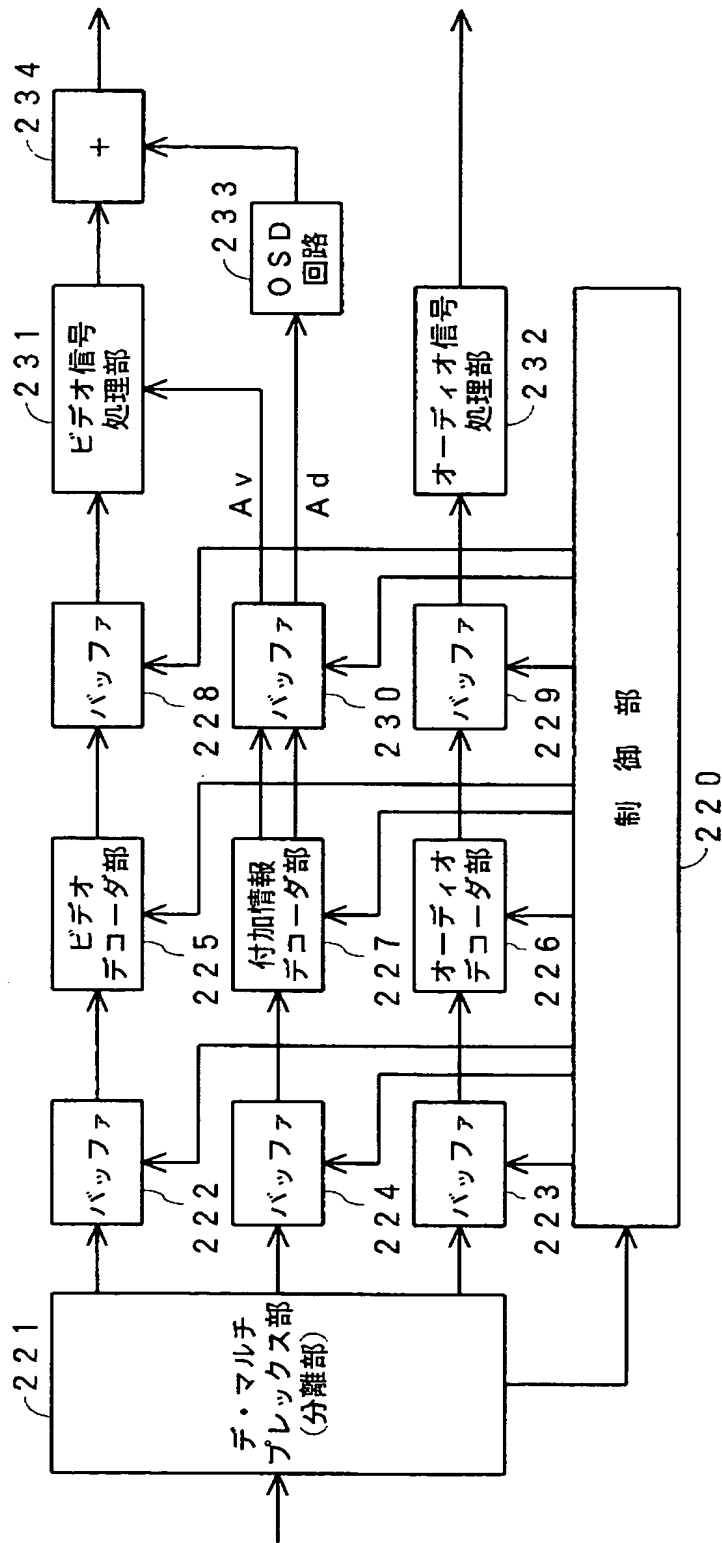 221
デ・マルチ
プレックス部
(分離部)
バッファ
222
ビデオ
デコーダ部
225
バッファ
228
231
ビデオ信号
処理部
+
234
バッファ
224
付加情報
デコーダ部
227
バッファ
230
Av
Ad
OSD
回路
233
バッファ
223
オーディオ
デコーダ部
226
バッファ
229
オーディオ信号
処理部
232
制御部
220